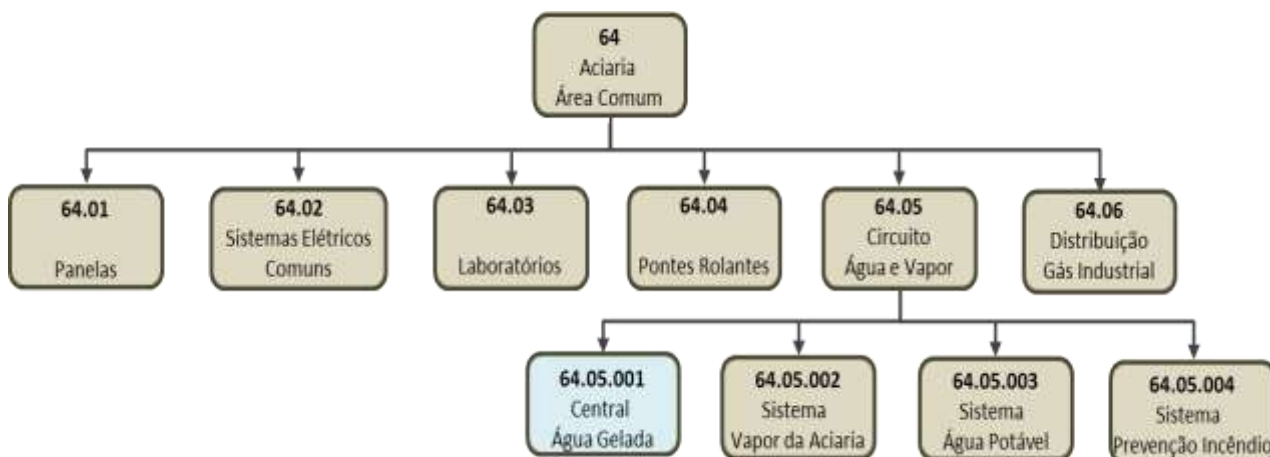 64
Aciaria
Área Comum
64.01
Panelas
64.02
Sistemas Elétricos
Comuns
64.03
Laboratórios
64.04
Pontes Rolantes
64.05
Circuito
Água e Vapor
64.06
Distribuição
Gás Industrial
64.05.001
Central
Água Gelada
64.05.002
Sistema
Vapor da Aciaria
64.05.003
Sistema
Água Potável
64.05.004
Sistema
Prevenção Incêndio